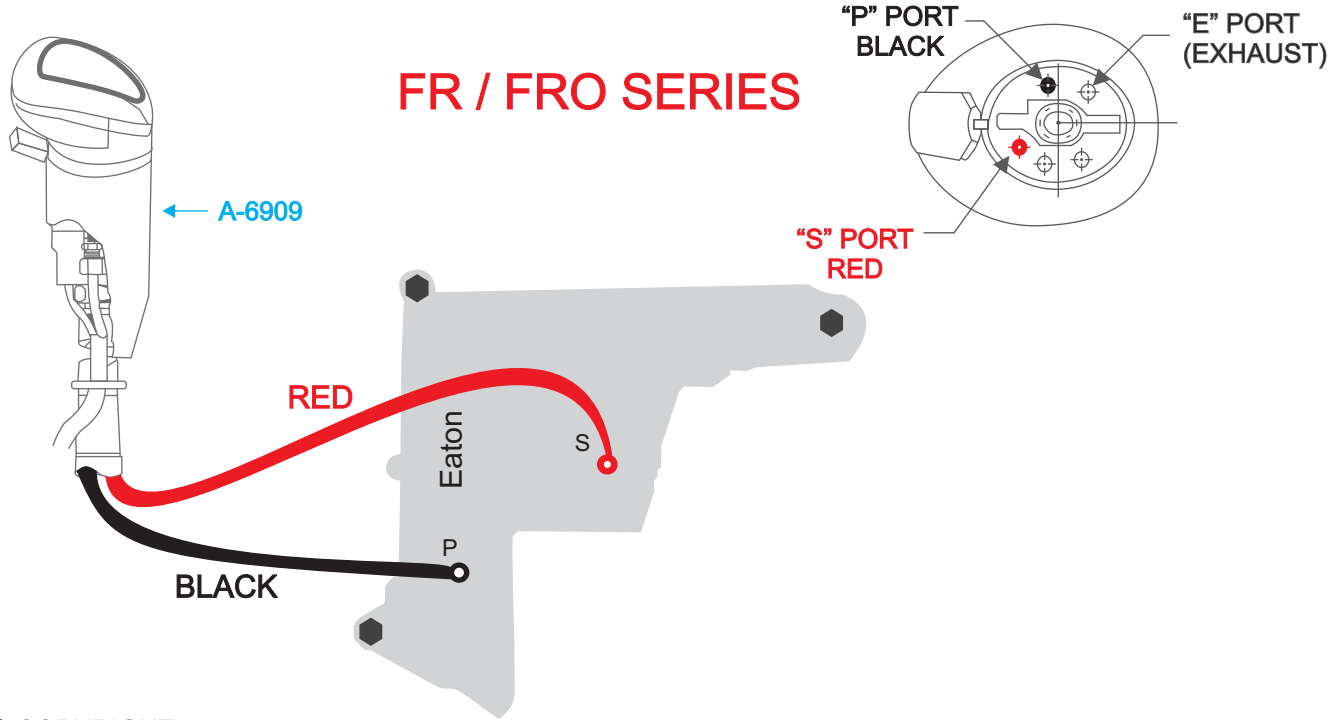 FR / FRO SERIES
“P” PORT
BLACK
“E” PORT
(EXHAUST)
A-6909
“S” PORT
RED
RED
Eaton
S
P
BLACK